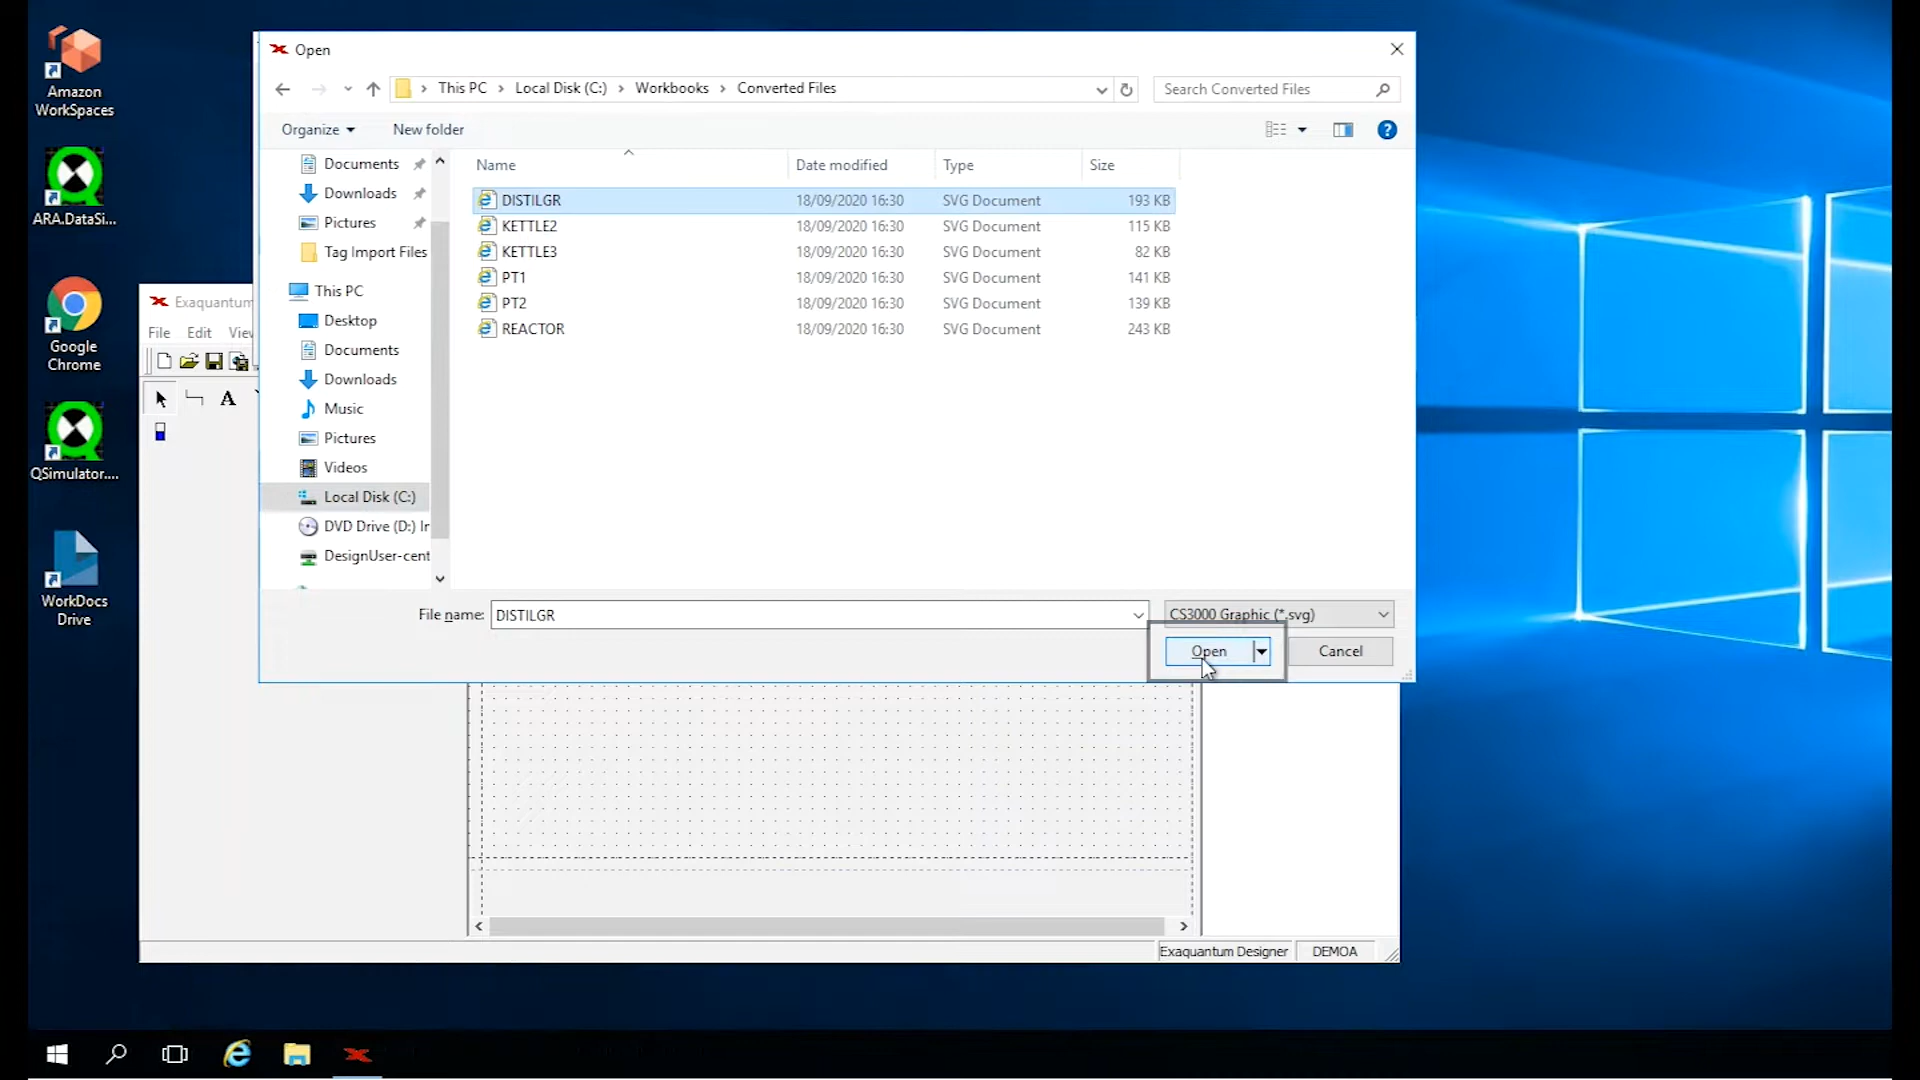 Amazon
WorkSpaces
ARA.DataSi...
Google
Chrome
QSimulator....
WorkDocs
Drive
Open
This PC > Local Disk (C:) > Workbooks > Converted Files
Search Converted Files
Organize
New folder
Documents
Downloads
Pictures
Tag Import Files
This PC
Desktop
Documents
Downloads
Music
Pictures
Videos
Local Disk (C:)
DVD Drive (D:) Ir
DesignUser-cent
Name Date modified Type Size
DISTILGR 18/09/2020 16:30 SVG Document 193 KB
KETTLE2 18/09/2020 16:30 SVG Document 115 KB
KETTLE3 18/09/2020 16:30 SVG Document 82 KB
PT1 18/09/2020 16:30 SVG Document 141 KB
PT2 18/09/2020 16:30 SVG Document 139 KB
REACTOR 18/09/2020 16:30 SVG Document 243 KB
File name: DISTILGR
CS3000 Graphic (*.svg)
Open
Cancel
Exaquantum
File Edit View
A
Exaquantum Designer DEMOA